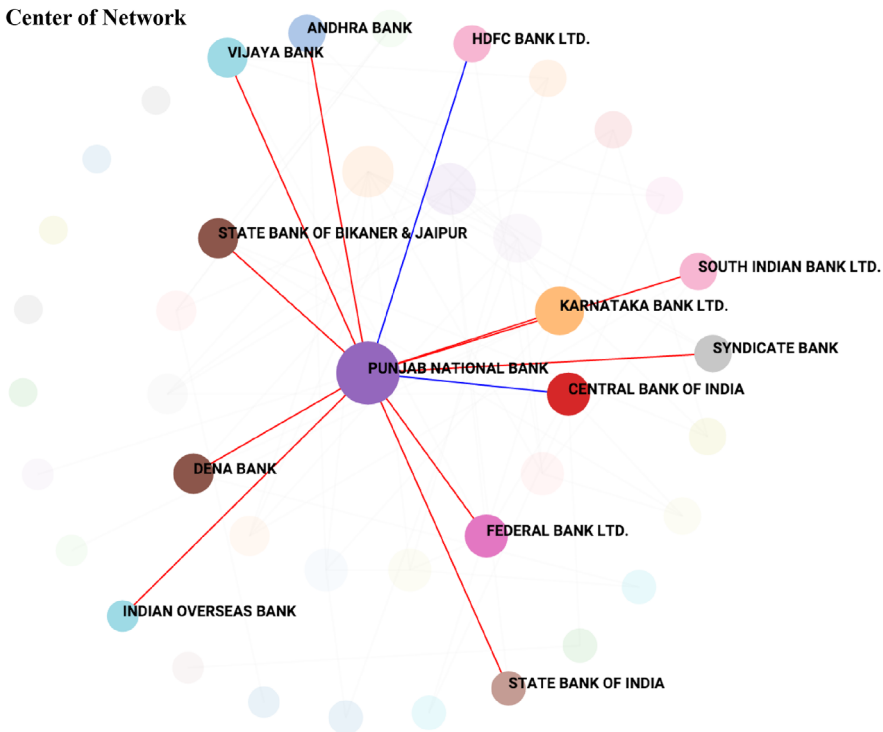 Center of Network
ANDHRA BANK
HDFC BANK LTD.
VIJAYA BANK
STATE BANK OF BIKANER & JAIPUR
SOUTH INDIAN BANK LTD.
KARNATAKA BANK LTD.
SYNDICATE BANK
PUNJAB NATIONAL BANK
CENTRAL BANK OF INDIA
DENA BANK
FEDERAL BANK LTD.
INDIAN OVERSEAS BANK
STATE BANK OF INDIA